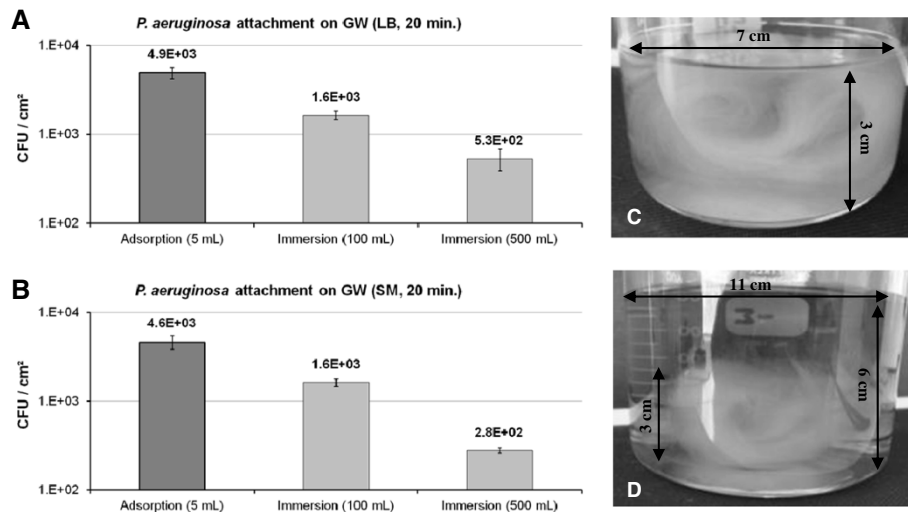 A
P. aeruginosa attachment on GW (LB, 20 min.)
CFU / cm²
1.E+04
1.E+03
1.E+02
4.9E+03
1.6E+03
5.3E+02
Adsorption (5 mL)
Immersion (100 mL)
Immersion (500 mL)
7 cm
3 cm
C
B
P. aeruginosa attachment on GW (SM, 20 min.)
CFU / cm²
1.E+04
1.E+03
1.E+02
4.6E+03
1.6E+03
2.8E+02
Adsorption (5 mL)
Immersion (100 mL)
Immersion (500 mL)
11 cm
3 cm
6 cm
D